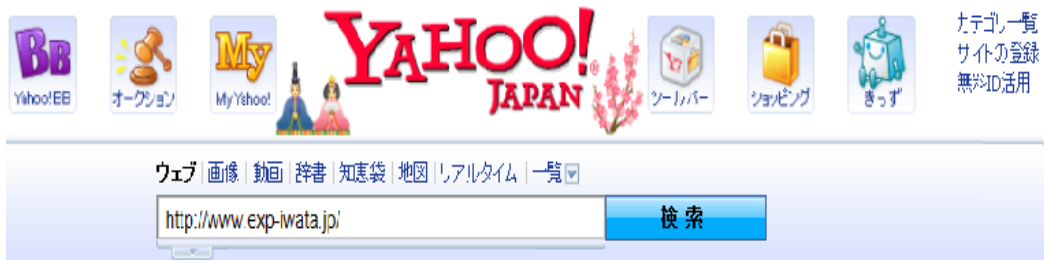 BB
Yahoo!BB
オークション
My
My Yahoo!
YAHOO!
JAPAN
ツールバー
ショッピング
きっず
カテゴリ一覧
サイトの登録
無料ID活用
ウェブ | 画像 | 動画 | 辞書 | 知恵袋 | 地図 | リアルタイム | 一覧
http://www.exp-iwata.jp/
検索